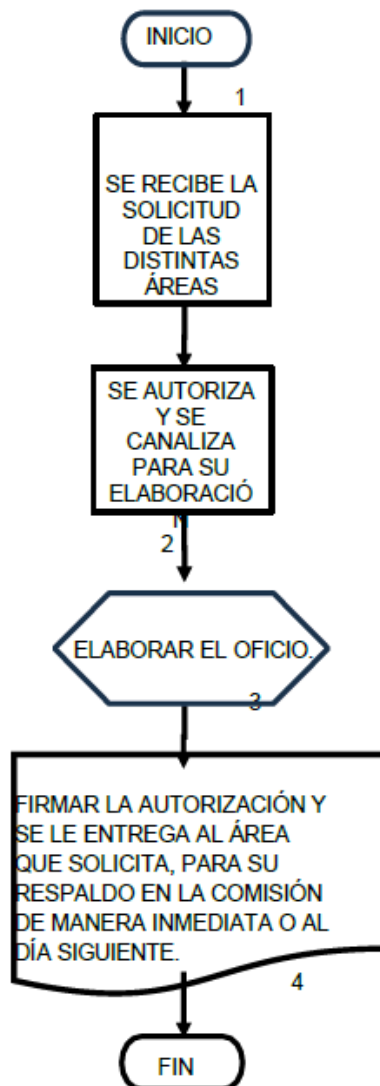 INICIO
1
SE RECIBE LA
SOLICITUD
DE LAS
DISTINTAS
ÁREAS
SE AUTORIZA
Y SE
CANALIZA
PARA SU
ELABORACIÓ
N
2
ELABORAR EL OFICIO.
3
FIRMAR LA AUTORIZACIÓN Y
SE LE ENTREGA AL ÁREA
QUE SOLICITA, PARA SU
RESPALDO EN LA COMISIÓN
DE MANERA INMEDIATA O AL
DÍA SIGUIENTE.
4
FIN